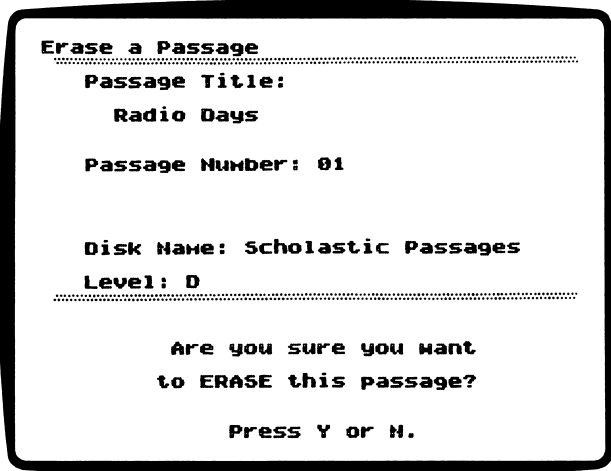 Erase a Passage
Passage Title:
Radio Days
Passage Number: 01
Disk Name: Scholastic Passages
Level: D
Are you sure you want
to ERASE this passage?
Press Y or N.